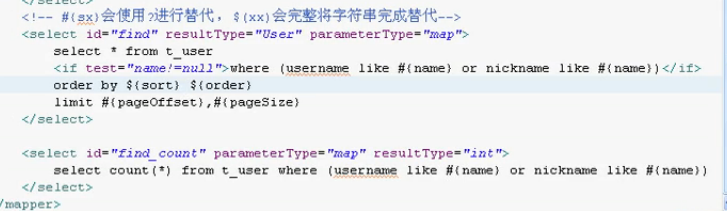 </select>
<!-- #{sx}会使用?进行替代，$(xx)会完整将字符串完成替代-->
<select id="find" resultType="User" parameterType="map">
select * from t_user
<if test="name!=null">where (username like #{name} or nickname like #{name})</if>
order by ${sort} ${order}
limit #{pageOffset},#{pageSize}
</select>
<select id="find_count" parameterType="map" resultType="int">
select count(*) from t_user where (username like #{name} or nickname like #{name})
</select>
/mapper>